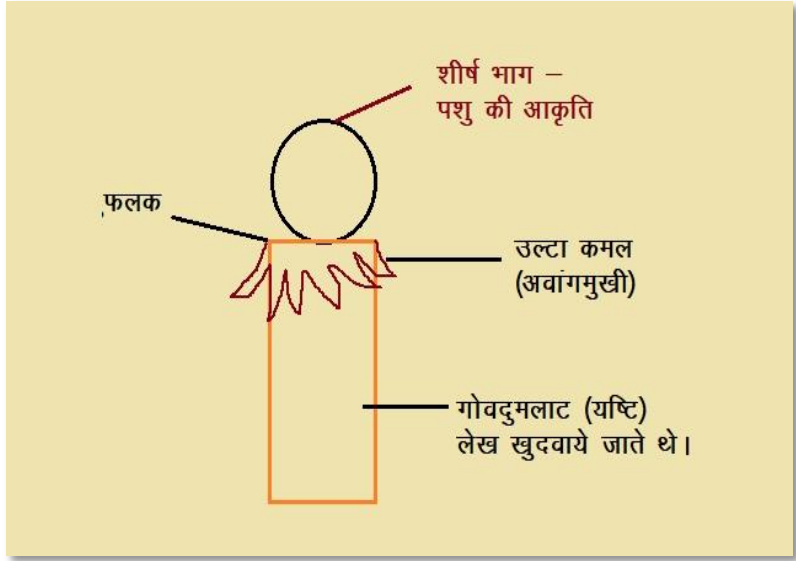 शीर्ष भाग –
पशु की आकृति
फलक
उल्टा कमल
(अवांगमुखी)
गोवदुमलाट (यष्टि)
लेख खुदवाये जाते थे।